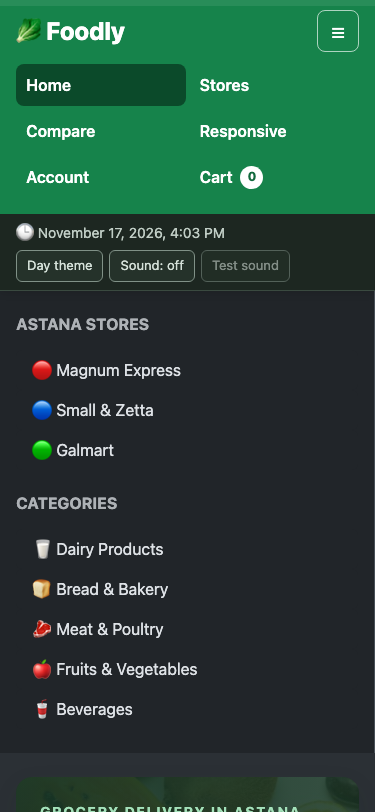 Foodly
Home
Stores
Compare
Responsive
Account
Cart 0
November 17, 2026, 4:03 PM
Day theme
Sound: off
Test sound
ASTANA STORES
Magnum Express
Small & Zetta
Galmart
CATEGORIES
Dairy Products
Bread & Bakery
Meat & Poultry
Fruits & Vegetables
Beverages
GROCERY DELIVERY IN ASTANA